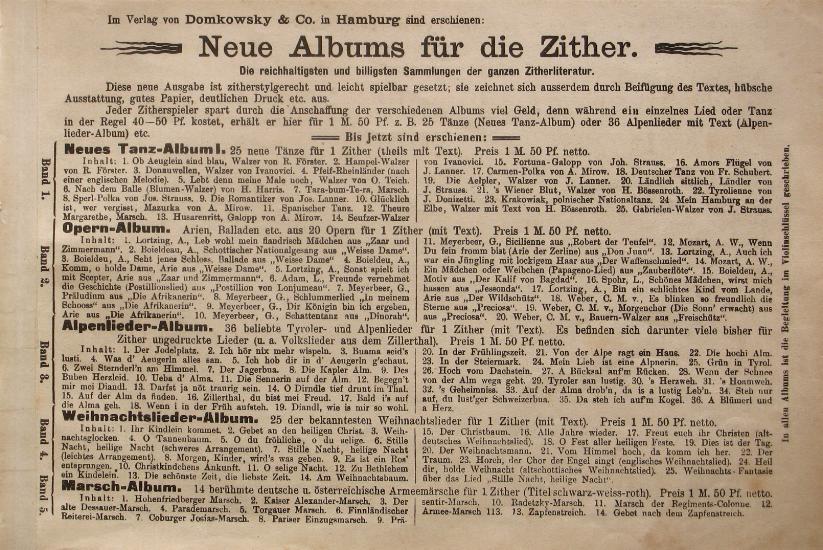 Im Verlag von Domkowsky & Co. in Hamburg sind erschienen:
Neue Albums für die Zither.
Die reichhaltigsten und billigsten Sammlungen der ganzen Zitherliteratur.
Diese neue Ausgabe ist zitherstylgerecht und leicht spielbar gesetzt; sie zeichnet sich ausserdem durch Beifügung des Textes, hübsche
Ausstattung, gutes Papier, deutlichen Druck etc. aus.
Jeder Zitherspieler spart durch die Anschaffung der verschiedenen Albums viel Geld, denn während ein einzelnes Lied oder Tanz
in der Regel 40—50 Pf. kostet, erhält er hier für 1 M. 50 Pf. z. B. 25 Tänze (Neues Tanz-Album) oder 36 Alpenlieder mit Text (Alpen-
lieder-Album) etc.
Bis jetzt sind erschienen:
Band 1.
Neues Tanz-Album I. 25 neue Tänze für 1 Zither (theils mit Text). Preis 1 M. 50 Pf. netto.
Inhalt: 1. Ob Aeuglein sind blau, Walzer von R. Förster. 2. Hampel-Walzer
von R. Förster. 3. Donauwellen, Walzer von Ivanovici. 4. Pfeif-Rheinländer (nach
einer englischen Melodie). 5. Lebt denn meine Male noch, Walzer von O. Teich.
6. Nach dem Balle (Blumen-Walzer) von H. Harris. 7. Tara-bum-Te-ra, Marsch.
8. Sperl-Polka von Jos. Strauss. 9. Die Romantiker von Jos. Lanner. 10. Glücklich
ist, wer vergisst, Mazurka von A. Mirow. 11. Spanischer Tanz. 12. Theure
Margarethe, Marsch. 13. Husarenritt, Galopp von A. Mirow. 14. Seufzer-Walzer
von Ivanovici. 15. Fortuna-Galopp von Joh. Strauss. 16. Amors Flügel von
J. Lanner. 17. Carmen-Polka von A. Mirow. 18. Deutscher Tanz von Fr. Schubert.
19. Die Aelpler, Walzer von J. Lanner. 20. Ländlich sittlich, Ländler von
J. Strauss. 21. 's Wiener Blut, Walzer von H. Bössenroth. 22. Tyrolienne von
J. Donizetti. 23. Krakowiak, polnischer Nationaltanz. 24 Mein Hamburg an der
Elbe, Walzer mit Text von H. Bössenroth. 25. Gabrielen-Walzer von J. Strauss.
Band 2.
Opern-Album. Arien, Balladen etc. aus 20 Opern für 1 Zither (mit Text). Preis 1 M. 50 Pf. netto.
Inhalt: 1. Lortzing, A., Leb wohl mein flandrisch Mädchen aus „Zaar und
Zimmermann“. 2. Boieldeu, A., Schottischer Nationalgesang aus „Weisse Dame“.
3. Boieldeu, A., Seht jenes Schloss, Ballade aus „Weisse Dame“ 4. Boieldeu, A.,
Komm, o holde Dame, Arie aus „Weisse Dame“. 5. Lortzing, A., Sonst spielt ich
mit Scepter, Arie aus „Zaar und Zimmermann“. 6. Adam, L., Freunde vernehmet
die Geschichte (Postillionslied) aus „Postillion von Lonjumeau“. 7. Meyerbeer, G.,
Präludium aus „Die Afrikanerin“. 8. Meyerbeer, G., Schlummerlied „In meinem
Schooss“ aus „Die Afrikanerin“. 9. Meyerbeer, G., Dir Königin bin ich ergeben,
Arie aus „Die Afrikanerin“. 10. Meyerbeer, G., Schattentanz aus „Dinorah“.
11. Meyerbeer, G., Sicilienne aus „Robert der Teufel“. 12. Mozart, A. W., Wenn
Du fein fromm bist (Arie der Zerline) aus „Don Juan“. 13. Lortzing, A., Auch ich
war ein Jüngling mit lockigem Haar aus „Der Waffenschmied“. 14. Mozart, A. W.,
Ein Mädchen oder Weibchen (Papageno-Lied) aus „Zauberflöte“. 15. Boieldeu, A.,
Motiv aus „Der Kalif von Bagdad“. 16. Spohr, L., Schönes Mädchen, wirst mich
hassen aus „Jessonda“. 17. Lortzing, A., Bin ein schlichtes Kind vom Lande,
Arie aus „Der Wildschütz“. 18. Weber, C. M. v., Es blinken so freundlich die
Sterne aus „Preciosa“. 19. Weber, C. M. v., Morgenchor (Die Sonn' erwacht) aus
aus „Preciosa“. 20. Weber, C. M. v., Bauern-Walzer aus „Freischütz“.
Band 3.
Alpenlieder-Album. 36 beliebte Tyroler- und Alpenlieder für 1 Zither (mit Text). Es befinden sich darunter viele bisher für
Zither ungedruckte Lieder (u. a. Volkslieder aus dem Zillerthal). Preis 1 M. 50 Pf. netto.
Inhalt: 1. Der Jodelplatz. 2. Ich hör nix mehr wispeln. 3. Buama seid's
lusti. 4. Was d' Aeugerln alles san. 5. I hob dir in d' Aeugerln g'schaut.
6. Zwei Sternderl'n am Himmel. 7. Der Jagerbua. 8. Die Kapler Alm. 9. Des
Buben Herzleid. 10. Ueba d' Alma. 11. Die Sennerin auf der Alm. 12. Begegn't
mir mei Diandl. 13. Darfst ja nöt traurig sein. 14. O Dirndle tief drunt im Thal.
15. Auf der Alm da finden. 16. Zillerthal, du bist mei Freud. 17. Bald i's auf
die Alma geh. 18. Wenn i in der Früh aufsteh. 19. Diandl, wie is mir so wohl.
20. In der Frühlingszeit. 21. Von der Alpe ragt ein Haus. 22. Die hochi Alm.
23. In der Steiermark. 24. Mein Lieb ist eine Alpnerin. 25. Grün in Tyrol.
26. Hoch vom Dachstein. 27. A Büksal auf'm Rücken. 28. Wenn der Schnee
von der Alm wega geht. 29. Tyroler san lustig. 30. 's Herzweh. 31. 's Hoamweh.
32. 's Geheimniss. 33. Auf der Alma drob'n, da is a lustig Leb'n. 34. Steh nur
auf, du lust'ger Schweizerbua. 35. Da steh ich auf'm Kogel. 36. A Blümerl und
a Herz.
Band 4.
Weihnachtslieder-Album. 25 der bekanntesten Weihnachtslieder für 1 Zither (mit Text). Preis 1 M. 50 Pf. netto.
Inhalt: 1. Ihr Kindlein kommet. 2. Gebet an den heiligen Christ. 3. Weih-
nachtsglocken. 4. O Tannenbaum. 5. O du fröhliche, o du selige. 6. Stille
Nacht, heilige Nacht (schweres Arrangement). 7. Stille Nacht, heilige Nacht
(leichtes Arrangement). 8. Morgen, Kinder, wird's was geben. 9. Es ist ein Ros'
entsprungen. 10. Christkindchens Ankunft. 11. O selige Nacht. 12. Zu Bethlehem
ein Kindelein. 13. Die schönste Zeit, die liebste Zeit. 14. Am Weihnachtsbaum.
15. Der Christbaum. 16. Alle Jahre wieder. 17. Freut euch ihr Christen (alt-
deutsches Weihnachtslied). 18. O Fest aller heiligen Feste. 19. Dies ist der Tag.
20. Der Weihnachtsmann. 21. Vom Himmel hoch, da komm ich her. 22. Der
Traum. 23. Horch, der Chor der Engel singt (englisches Weihnachtslied). 24. Heil
dir, holde Weihnacht (altschottisches Weihnachtslied). 25. Weihnachts-Fantasie
über das Lied „Stille Nacht, heilige Nacht“.
Band 5.
Marsch-Album. 14 berühmte deutsche u. österreichische Armeemärsche für 1 Zither (Titel schwarz-weiss-roth). Preis 1 M. 50 Pf. netto.
Inhalt: 1. Hohenfriedberger Marsch. 2. Kaiser Alexander-Marsch. 3. Der
alte Dessauer-Marsch. 4. Parademarsch. 5. Torgauer Marsch. 6. Finnländischer
Reiterei-Marsch. 7. Coburger Josias-Marsch. 8. Pariser Einzugsmarsch. 9. Prä-
sentir-Marsch. 10. Radetzky-Marsch. 11. Marsch der Regiments-Colonne. 12.
Armee-Marsch 113. 13. Zapfenstreich. 14. Gebet nach dem Zapfenstreich.
In allen Albums ist die Begleitung im Violinschlüssel geschrieben.